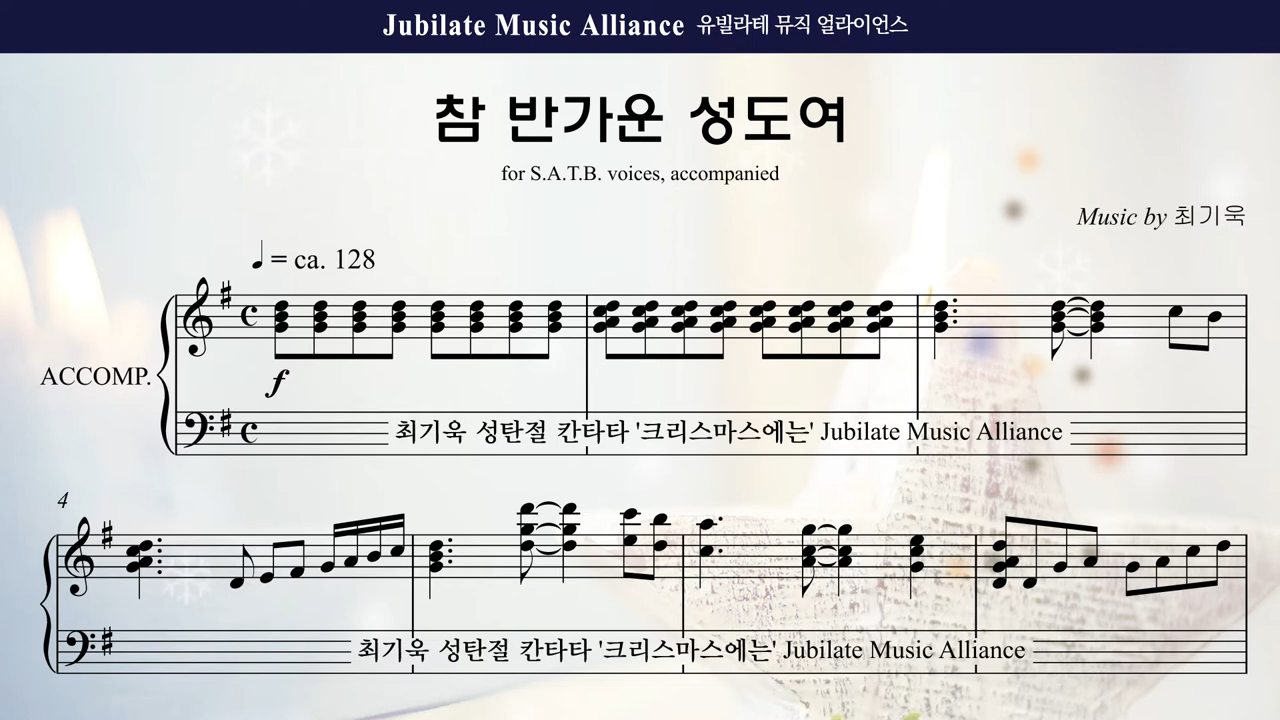 Jubilate Music Alliance 유빌라테 뮤직 얼라이언스
참 반가운 성도여
for S.A.T.B. voices, accompanied
Music by 최기욱
♩ = ca. 128
ACCOMP.
f
최기욱 성탄절 칸타타 '크리스마스에는' Jubilate Music Alliance
4
최기욱 성탄절 칸타타 '크리스마스에는' Jubilate Music Alliance